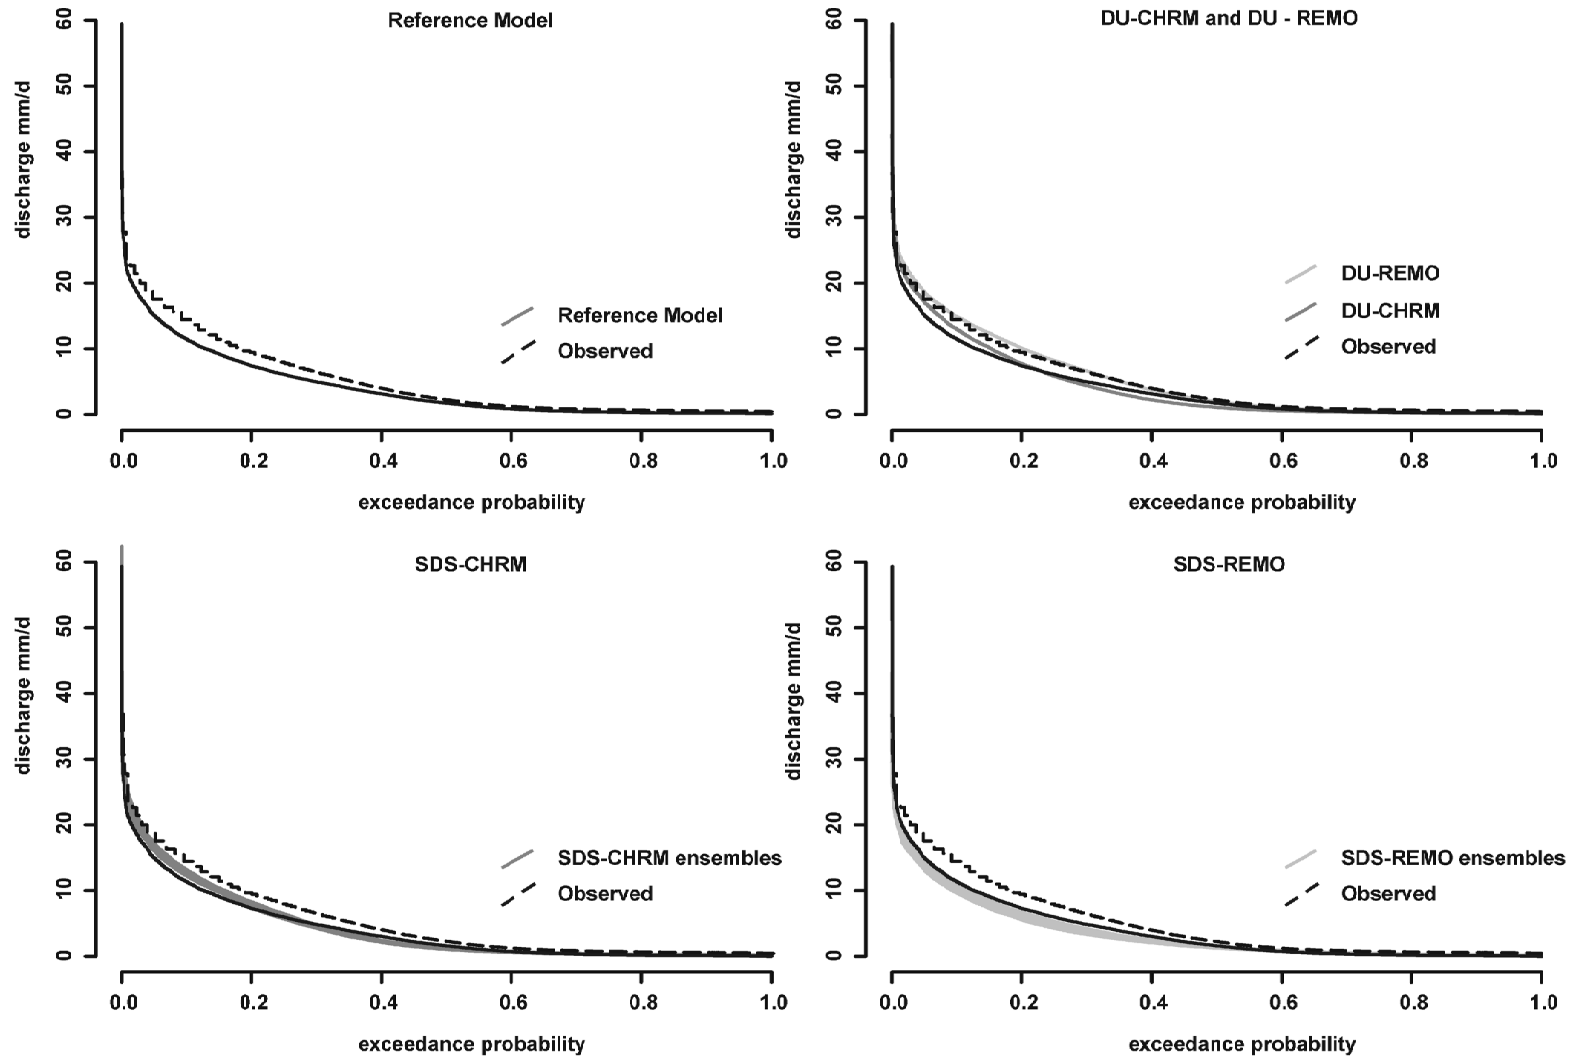 Reference Model
60
50
40
30
20
10
0
discharge mm/d
Reference Model
Observed
0.0 0.2 0.4 0.6 0.8 1.0
exceedance probability
DU-CHRM and DU - REMO
60
50
40
30
20
10
0
discharge mm/d
DU-REMO
DU-CHRM
Observed
0.0 0.2 0.4 0.6 0.8 1.0
exceedance probability
SDS-CHRM
60
50
40
30
20
10
0
discharge mm/d
SDS-CHRM ensembles
Observed
0.0 0.2 0.4 0.6 0.8 1.0
exceedance probability
SDS-REMO
60
50
40
30
20
10
0
discharge mm/d
SDS-REMO ensembles
Observed
0.0 0.2 0.4 0.6 0.8 1.0
exceedance probability